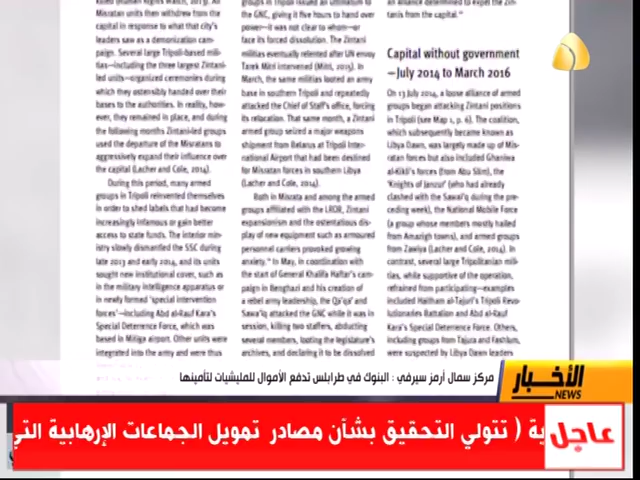 Misratan units then withdrew from the
capital in response to what that city's
leaders saw as a demonization cam-
paign. Several large Tripoli-based mili-
tias—including the three largest Zintani-
led units—organized ceremonies during
which they ostensibly handed over their
bases to the authorities. In reality, how-
ever, they remained in place, and during
the following months Zintani-led groups
used the departure of the Misratans to
aggressively expand their influence over
the capital (Lacher and Cole, 2014).
During this period, many armed
groups in Tripoli reinvented themselves
in order to shed labels that had become
increasingly infamous or gain better
access to state funds. The interior min-
istry slowly dismantled the SSC during
late 2013 and early 2014, and its units
sought new institutional cover, such as
in the military intelligence apparatus or
in newly formed 'special intervention
forces'—including Abd al-Rauf Kara's
Special Deterrence Force, which was
based in Mitiga airport. Other units were
integrated into the army and were thus
groups in Tripoli issued an ultimatum to
the GNC, giving it five hours to hand over
power—it was not clear to whom—or
face its forced dissolution. The Zintani
militias eventually relented after UN envoy
Tarek Mitri intervened (Mitri, 2015). In
March, the same militias looted an army
base in southern Tripoli and repeatedly
attacked the Chief of Staff's office, forcing
its relocation. That same month, a Zintani
armed group seized a major weapons
shipment from Belarus at Tripoli Inter-
national Airport that had been destined
for Misratan forces in southern Libya
(Lacher and Cole, 2014).
Both in Misrata and among the armed
groups affiliated with the LROR, Zintani
expansionism and the ostentatious dis-
play of new equipment such as armoured
personnel carriers provoked growing
anxiety. In May, in coordination with
the start of General Khalifa Haftar's cam-
paign in Benghazi and his creation of
a rebel army leadership, the Qa'qa' and
Sawa'iq attacked the GNC while it was in
session, killing two staffers, abducting
several members, looting the legislature's
archives, and declaring it to be dissolved
an alliance determined to expel the Zin-
tanis from the capital.
Capital without government
—July 2014 to March 2016
On 13 July 2014, a loose alliance of armed
groups began attacking Zintani positions
in Tripoli (see Map 1, p. 6). The coalition,
which subsequently became known as
Libya Dawn, was largely made up of Mis-
ratan forces but also included Ghaniwa
al-Kikli's forces (from Abu Slim), the
'Knights of Janzur' (who had already
clashed with the Sawa'iq during the pre-
ceding week), the National Mobile Force
(a group whose members mostly hailed
from Amazigh towns), and armed groups
from Zawiya (Lacher and Cole, 2014). In
contrast, several large Tripolitanian mili-
tias, while supportive of the operation,
refrained from participating—examples
included Haitham al-Tajuri's Tripoli Revo-
lutionaries Battalion and Abd al-Rauf
Kara's Special Deterrence Force. Others,
including groups from Tajura and Fashlum,
were suspected by Libya Dawn leaders
مركز سمال أرمز سيرفي : البنوك في طرابلس تدفع الأموال للمليشيات لتأمينها
الأخبار
NEWS
عاجل
ية ( تتولي التحقيق بشأن مصادر تمويل الجماعات الإرهابية التي